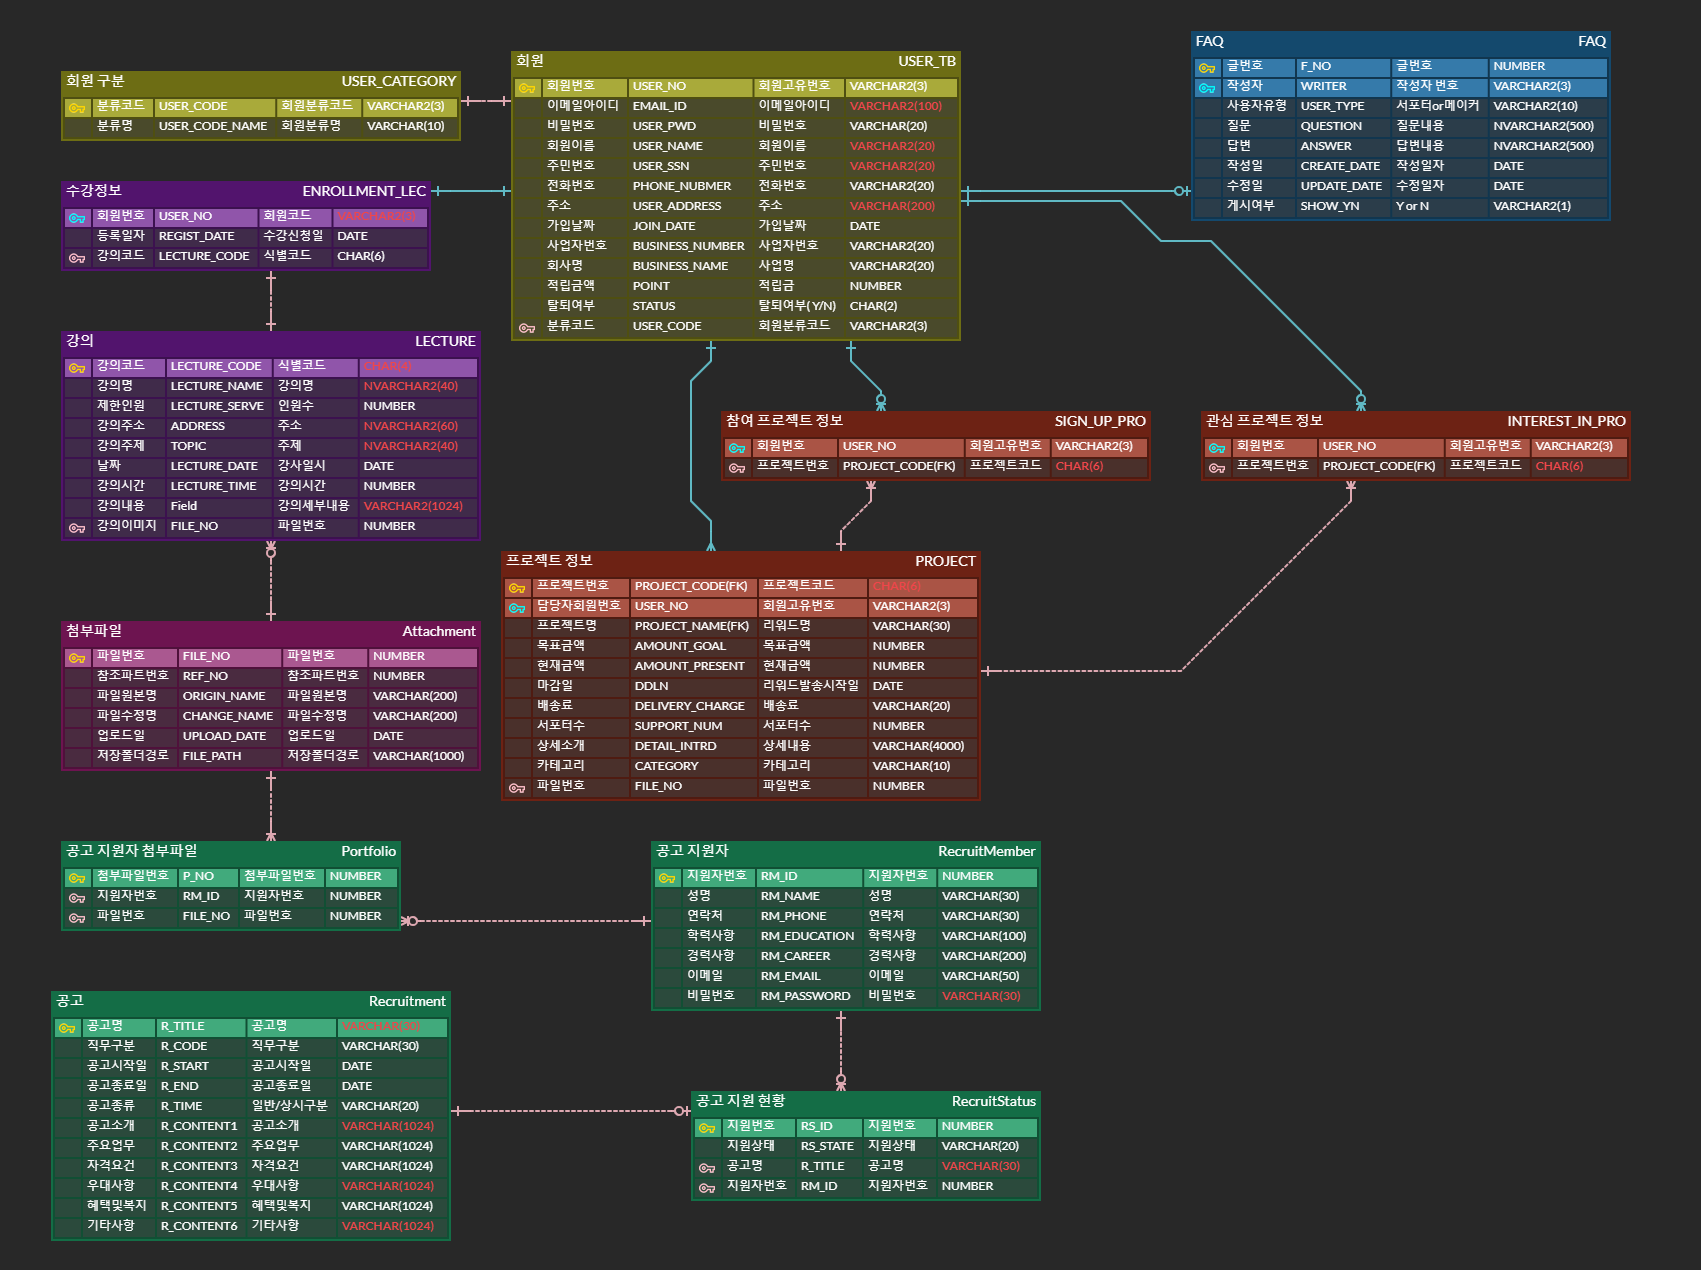 회원 구분 USER_CATEGORY
분류코드 USER_CODE 회원분류코드 VARCHAR2(3)
분류명 USER_CODE_NAME 회원분류명 VARCHAR(10)
회원 USER_TB
회원번호 USER_NO 회원고유번호 VARCHAR2(3)
이메일아이디 EMAIL_ID 이메일아이디 VARCHAR2(100)
비밀번호 USER_PWD 비밀번호 VARCHAR(20)
회원이름 USER_NAME 회원이름 VARCHAR2(20)
주민번호 USER_SSN 주민번호 VARCHAR2(20)
전화번호 PHONE_NUBMER 전화번호 VARCHAR2(20)
주소 USER_ADDRESS 주소 VARCHAR(200)
가입날짜 JOIN_DATE 가입날짜 DATE
사업자번호 BUSINESS_NUMBER 사업자번호 VARCHAR2(20)
회사명 BUSINESS_NAME 사업명 VARCHAR2(20)
적립금액 POINT 적립금 NUMBER
탈퇴여부 STATUS 탈퇴여부( Y/N) CHAR(2)
분류코드 USER_CODE 회원분류코드 VARCHAR2(3)
FAQ FAQ
글번호 F_NO 글번호 NUMBER
작성자 WRITER 작성자 번호 VARCHAR2(3)
사용자유형 USER_TYPE 서포터or메이커 VARCHAR2(10)
질문 QUESTION 질문내용 NVARCHAR2(500)
답변 ANSWER 답변내용 NVARCHAR2(500)
작성일 CREATE_DATE 작성일자 DATE
수정일 UPDATE_DATE 수정일자 DATE
게시여부 SHOW_YN Y or N VARCHAR2(1)
수강정보 ENROLLMENT_LEC
회원번호 USER_NO 회원코드 VARCHAR2(3)
등록일자 REGIST_DATE 수강신청일 DATE
강의코드 LECTURE_CODE 식별코드 CHAR(6)
강의 LECTURE
강의코드 LECTURE_CODE 식별코드
강의명 LECTURE_NAME 강의명 NVARCHAR2(40)
제한인원 LECTURE_SERVE 인원수 NUMBER
강의주소 ADDRESS 주소 NVARCHAR2(60)
강의주제 TOPIC 주제 NVARCHAR2(40)
날짜 LECTURE_DATE 강사일시 DATE
강의시간 LECTURE_TIME 강의시간 NUMBER
강의내용 Field 강의세부내용 VARCHAR2(1024)
강의이미지 FILE_NO 파일번호 NUMBER
참여 프로젝트 정보 SIGN_UP_PRO
회원번호 USER_NO 회원고유번호 VARCHAR2(3)
프로젝트번호 PROJECT_CODE(FK) 프로젝트코드 CHAR(6)
관심 프로젝트 정보 INTEREST_IN_PRO
회원번호 USER_NO 회원고유번호 VARCHAR2(3)
프로젝트번호 PROJECT_CODE(FK) 프로젝트코드 CHAR(6)
프로젝트 정보 PROJECT
프로젝트번호 PROJECT_CODE(FK) 프로젝트코드 CHAR(6)
담당자회원번호 USER_NO 회원고유번호 VARCHAR2(3)
프로젝트명 PROJECT_NAME(FK) 리워드명 VARCHAR(30)
목표금액 AMOUNT_GOAL 목표금액 NUMBER
현재금액 AMOUNT_PRESENT 현재금액 NUMBER
마감일 DDLN 리워드발송시작일 DATE
배송료 DELIVERY_CHARGE 배송료 VARCHAR(20)
서포터수 SUPPORT_NUM 서포터수 NUMBER
상세소개 DETAIL_INTRD 상세내용 VARCHAR(4000)
카테고리 CATEGORY 카테고리 VARCHAR(10)
파일번호 FILE_NO 파일번호 NUMBER
첨부파일 Attachment
파일번호 FILE_NO 파일번호 NUMBER
참조파트번호 REF_NO 참조파트번호 NUMBER
파일원본명 ORIGIN_NAME 파일원본명 VARCHAR(200)
파일수정명 CHANGE_NAME 파일수정명 VARCHAR(200)
업로드일 UPLOAD_DATE 업로드일 DATE
저장폴더경로 FILE_PATH 저장폴더경로 VARCHAR(1000)
공고 지원자 첨부파일 Portfolio
첨부파일번호 P_NO 첨부파일번호 NUMBER
지원자번호 RM_ID 지원자번호 NUMBER
파일번호 FILE_NO 파일번호 NUMBER
공고 지원자 RecruitMember
지원자번호 RM_ID 지원자번호 NUMBER
성명 RM_NAME 성명 VARCHAR(30)
연락처 RM_PHONE 연락처 VARCHAR(30)
학력사항 RM_EDUCATION 학력사항 VARCHAR(100)
경력사항 RM_CAREER 경력사항 VARCHAR(200)
이메일 RM_EMAIL 이메일 VARCHAR(50)
비밀번호 RM_PASSWORD 비밀번호 VARCHAR(30)
공고 Recruitment
공고명 R_TITLE 공고명 VARCHAR(30)
직무구분 R_CODE 직무구분 VARCHAR(30)
공고시작일 R_START 공고시작일 DATE
공고종료일 R_END 공고종료일 DATE
공고종류 R_TIME 일반/상시구분 VARCHAR(20)
공고소개 R_CONTENT1 공고소개 VARCHAR(1024)
주요업무 R_CONTENT2 주요업무 VARCHAR(1024)
자격요건 R_CONTENT3 자격요건 VARCHAR(1024)
우대사항 R_CONTENT4 우대사항 VARCHAR(1024)
혜택및복지 R_CONTENT5 혜택및복지 VARCHAR(1024)
기타사항 R_CONTENT6 기타사항 VARCHAR(1024)
공고 지원 현황 RecruitStatus
지원번호 RS_ID 지원번호 NUMBER
지원상태 RS_STATE 지원상태 VARCHAR(20)
공고명 R_TITLE 공고명 VARCHAR(30)
지원자번호 RM_ID 지원자번호 NUMBER